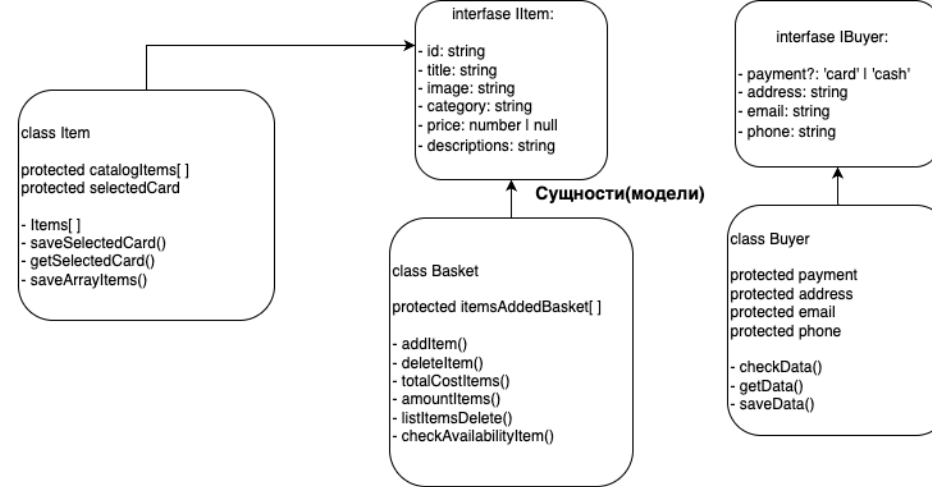 interfase IItem:
- id: string
- title: string
- image: string
- category: string
- price: number | null
- descriptions: string
interfase IBuyer:
- payment?: 'card' | 'cash'
- address: string
- email: string
- phone: string
class Item
protected catalogItems[ ]
protected selectedCard
- Items[ ]
- saveSelectedCard()
- getSelectedCard()
- saveArrayItems()
Сущности(модели)
class Basket
protected itemsAddedBasket[ ]
- addItem()
- deleteItem()
- totalCostItems()
- amountItems()
- listItemsDelete()
- checkAvailabilityItem()
class Buyer
protected payment
protected address
protected email
protected phone
- checkData()
- getData()
- saveData()